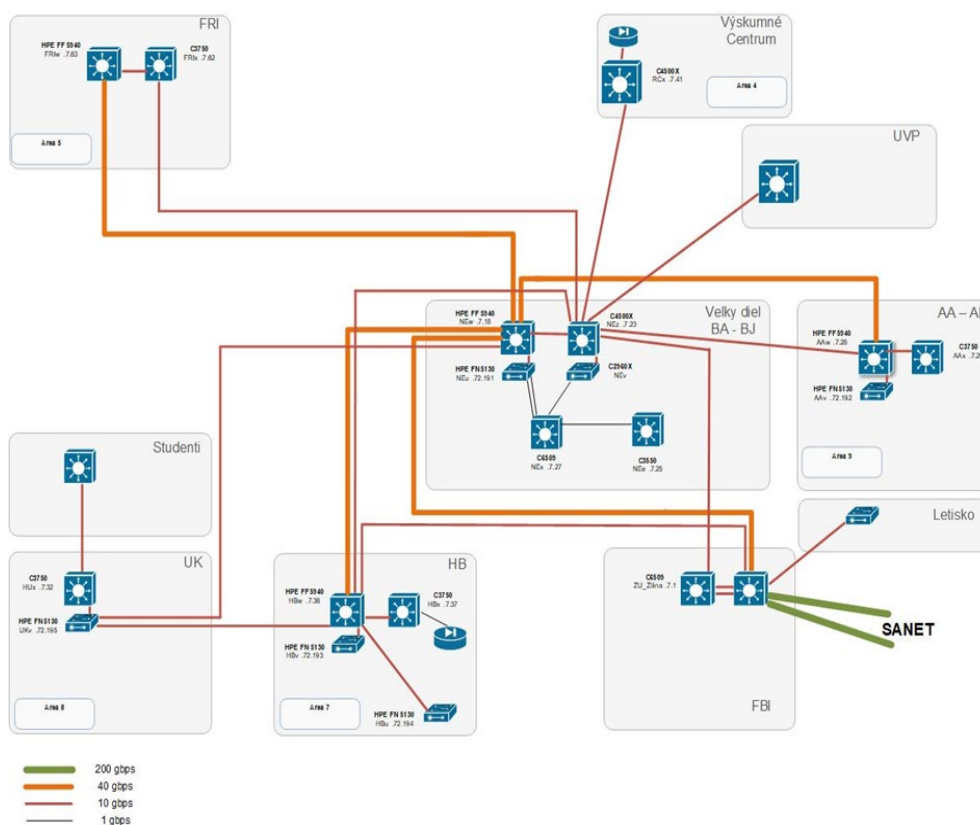 FRI
HPE FF 5940
FRIw .7.63
C3750
FRIx .7.62
Area 5
Výskumné
Centrum
C4500X
RCx .7.41
Area 4
UVP
Velky diel
BA - BJ
HPE FF 5940
NEw .7.18
C4500X
NEz .7.23
HPE FN 5130
NEu .72.191
C2960X
NEv
C6509
NEx .7.27
C3550
NEe .7.25
AA – A
HPE FF 5940
AAw .7.28
C3750
AAx .7.2
HPE FN 5130
AAv .72.192
Area 9
Studenti
Letisko
UK
C3750
HUx .7.32
HPE FN 5130
UKv .72.195
Area 8
HB
HPE FF 5940
HBw .7.38
C3750
HBx .7.37
HPE FN 5130
HBv .72.193
HPE FN 5130
HBu .72.194
Area 7
C6509
ZU_Zilina .7.1
SANET
FBI
200 gbps
40 gbps
10 gbps
1 gbps